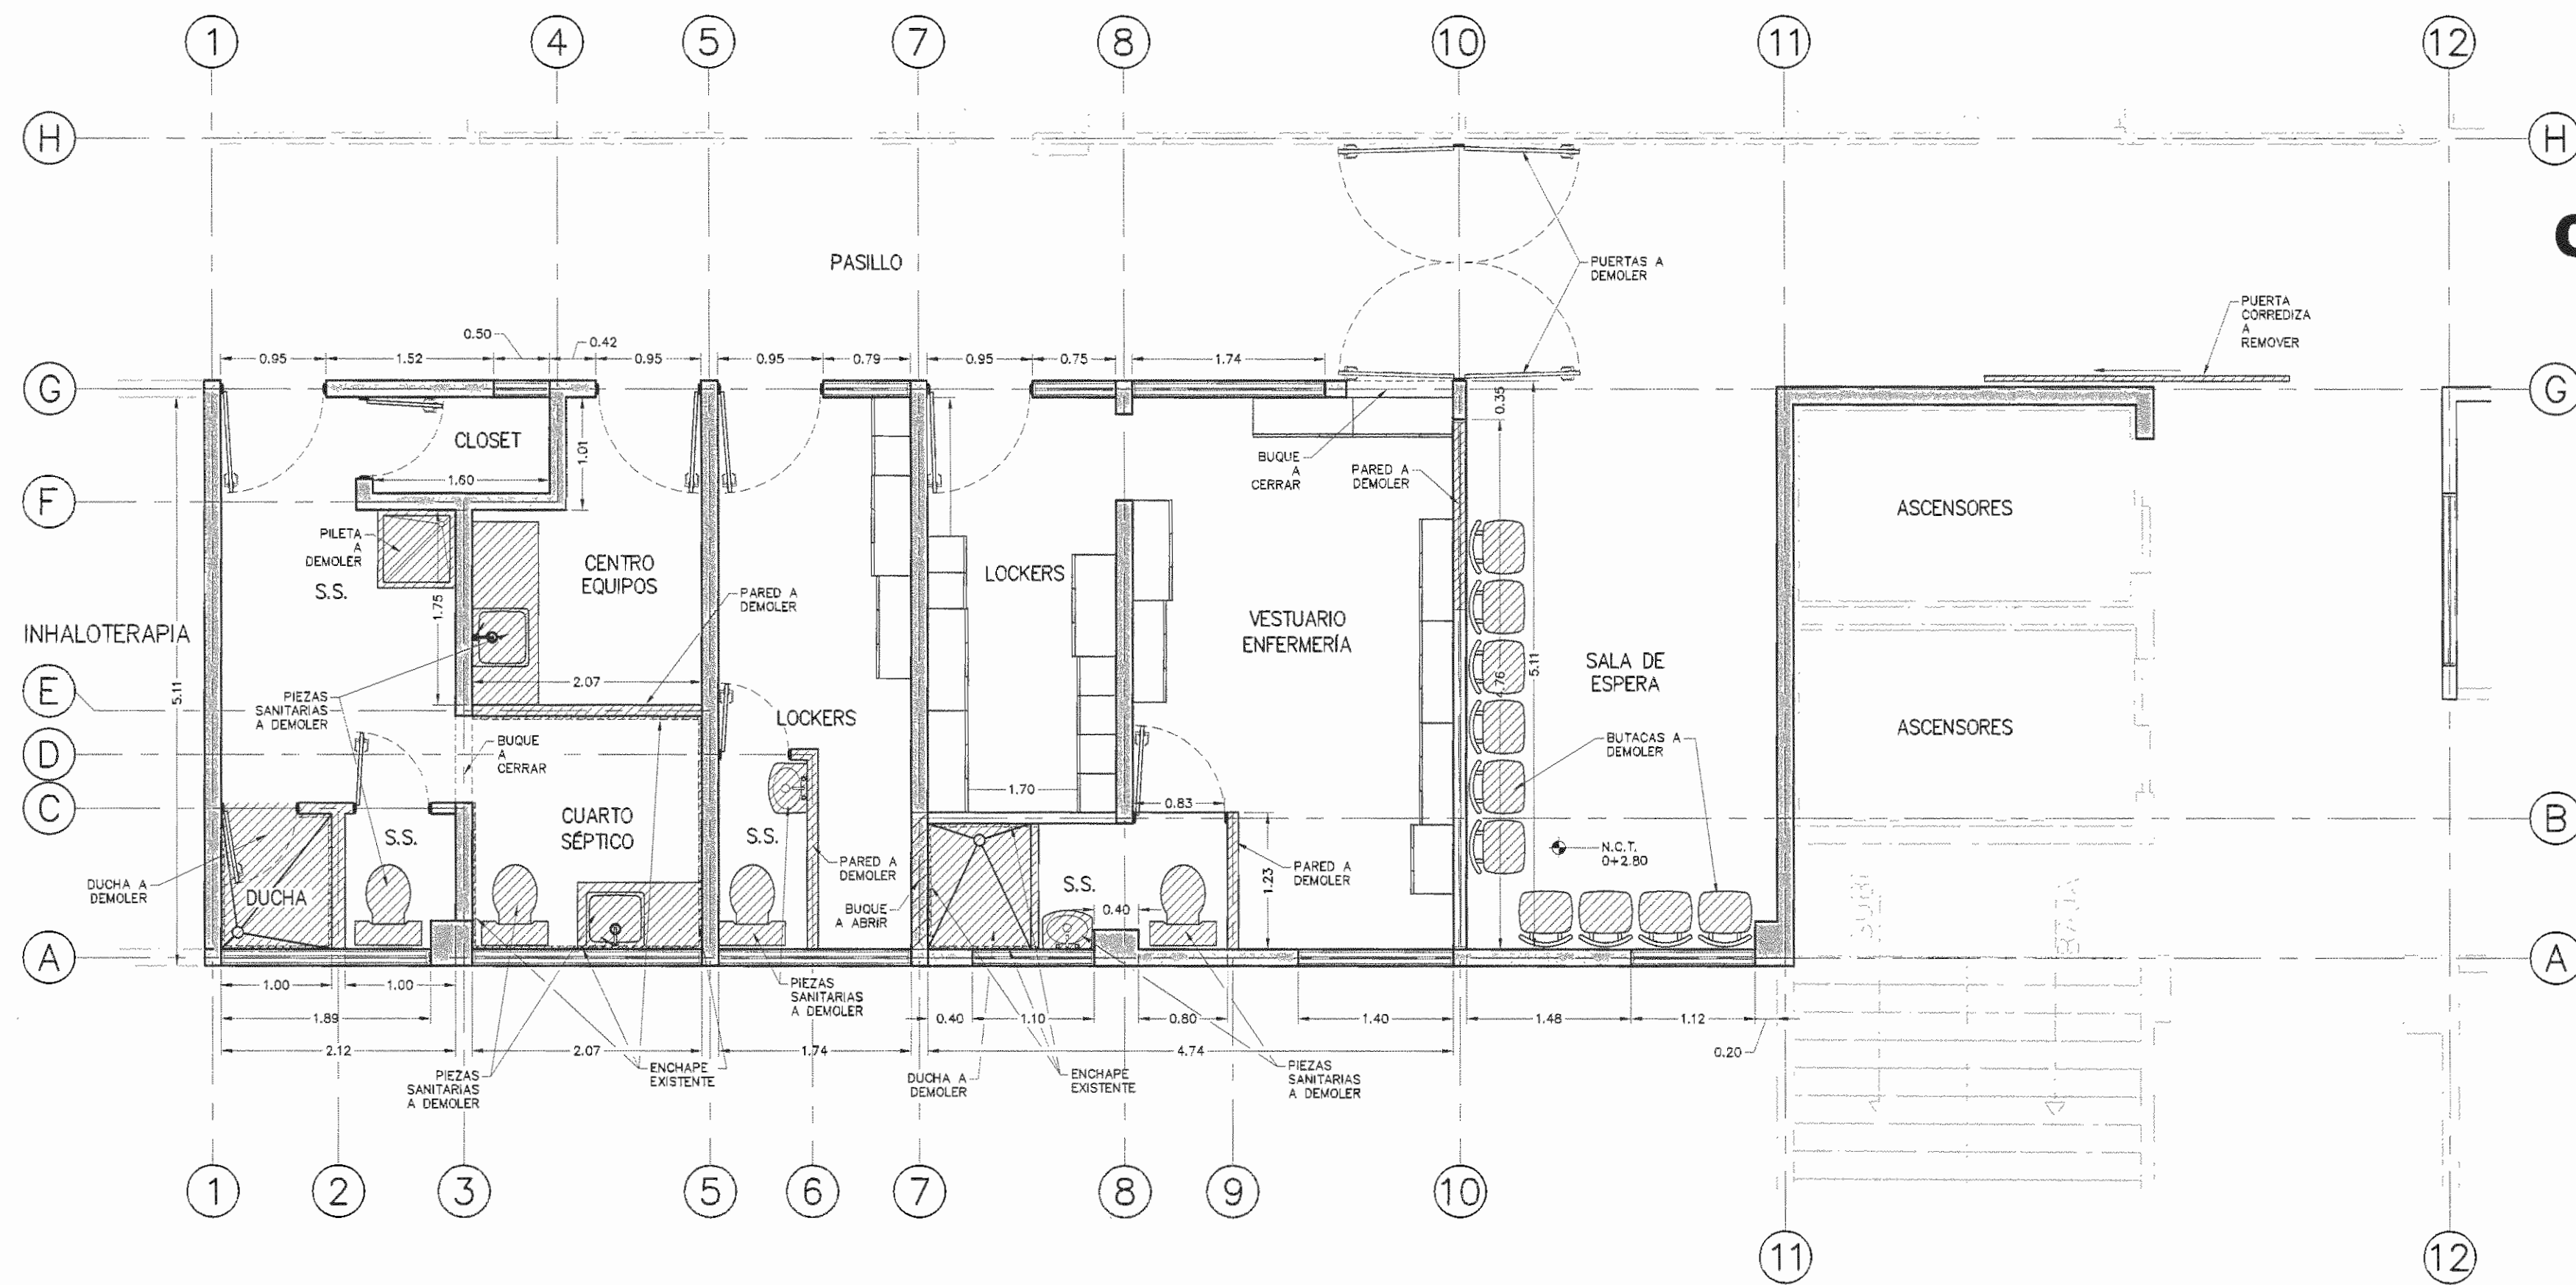 1 4 5 7 8 10 11 12
H H
PASILLO
PUERTAS A
DEMOLER
PUERTA
CORREDIZA
A
REMOVER
0.50 0.42
0.95 1.52 0.95 0.95 0.79 0.95 0.75 1.74
G G
0.35
CLOSET
1.01
1.60
BUQUE
A
CERRAR
PARED A
DEMOLER
F
ASCENSORES
PILETA
A
DEMOLER
S.S.
CENTRO
EQUIPOS
1.75
LOCKERS
PARED A
DEMOLER
VESTUARIO
ENFERMERÍA
INHALOTERAPIA
5.11
4.76
5.11
SALA DE
ESPERA
E
2.07
PIEZAS
SANITARIAS
A DEMOLER
LOCKERS
ASCENSORES
BUTACAS A
DEMOLER
D
BUQUE
A
CERRAR
1.70
0.83
C B
S.S.
CUARTO
SÉPTICO
S.S.
PARED A
DEMOLER
N.C.T.
0+2.80
PARED A
DEMOLER
1.23
DUCHA A
DEMOLER
DUCHA
S.S.
BUQUE
A ABRIR
0.40
SUBE
BAJA
A A
1.00 1.00
PIEZAS
SANITARIAS
A DEMOLER
1.89 0.40 1.10 0.80 1.40 1.48 1.12
2.12 2.07 1.74 4.74 0.20
PIEZAS
SANITARIAS
A DEMOLER
ENCHAPE
EXISTENTE
DUCHA A
DEMOLER
ENCHAPE
EXISTENTE
PIEZAS
SANITARIAS
A DEMOLER
1 2 3 5 6 7 8 9 10
11 12